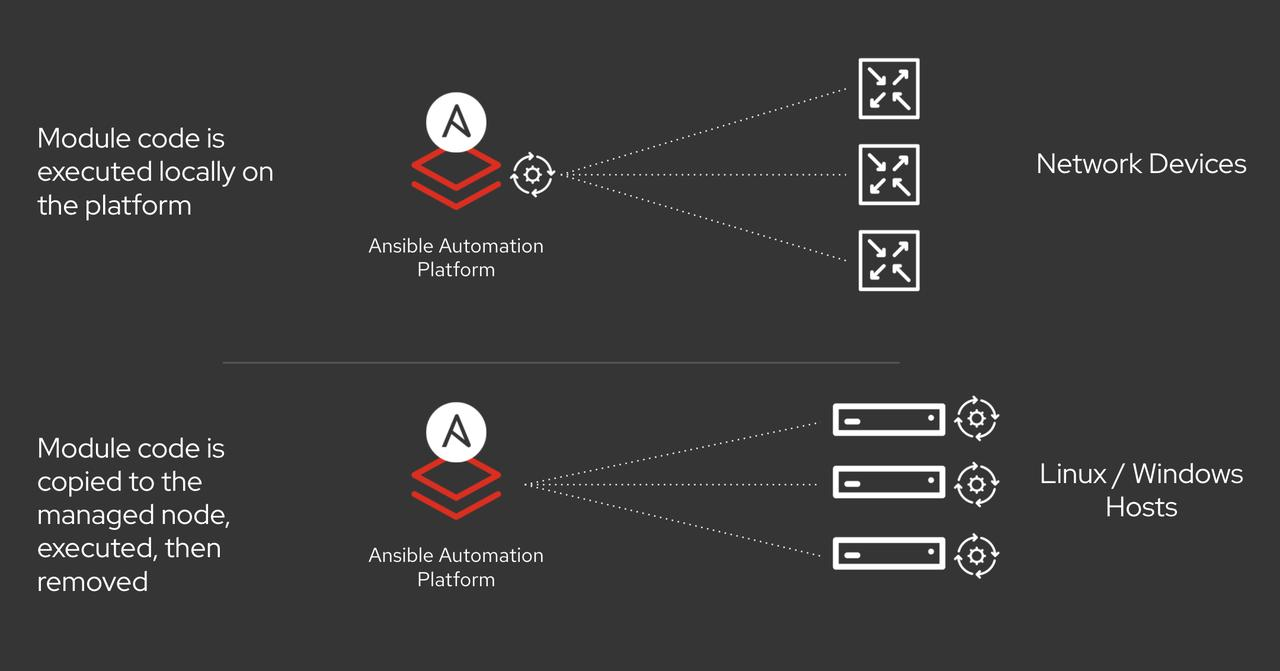 Module code is
executed locally on
the platform
Ansible Automation
Platform
Network Devices
Module code is
copied to the
managed node,
executed, then
removed
Ansible Automation
Platform
Linux / Windows
Hosts